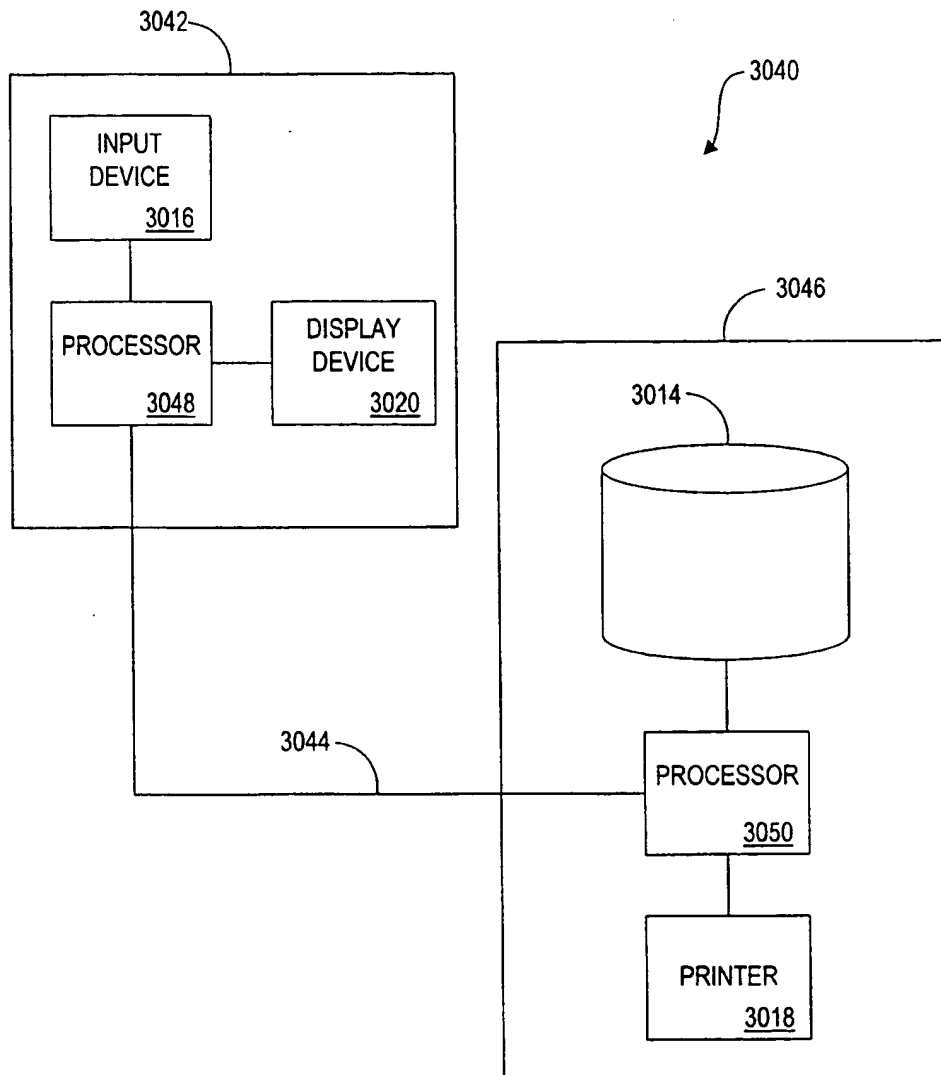 3042
3040
INPUT
DEVICE
3016
PROCESSOR
3048
DISPLAY
DEVICE
3020
3046
3014
3044
PROCESSOR
3050
PRINTER
3018